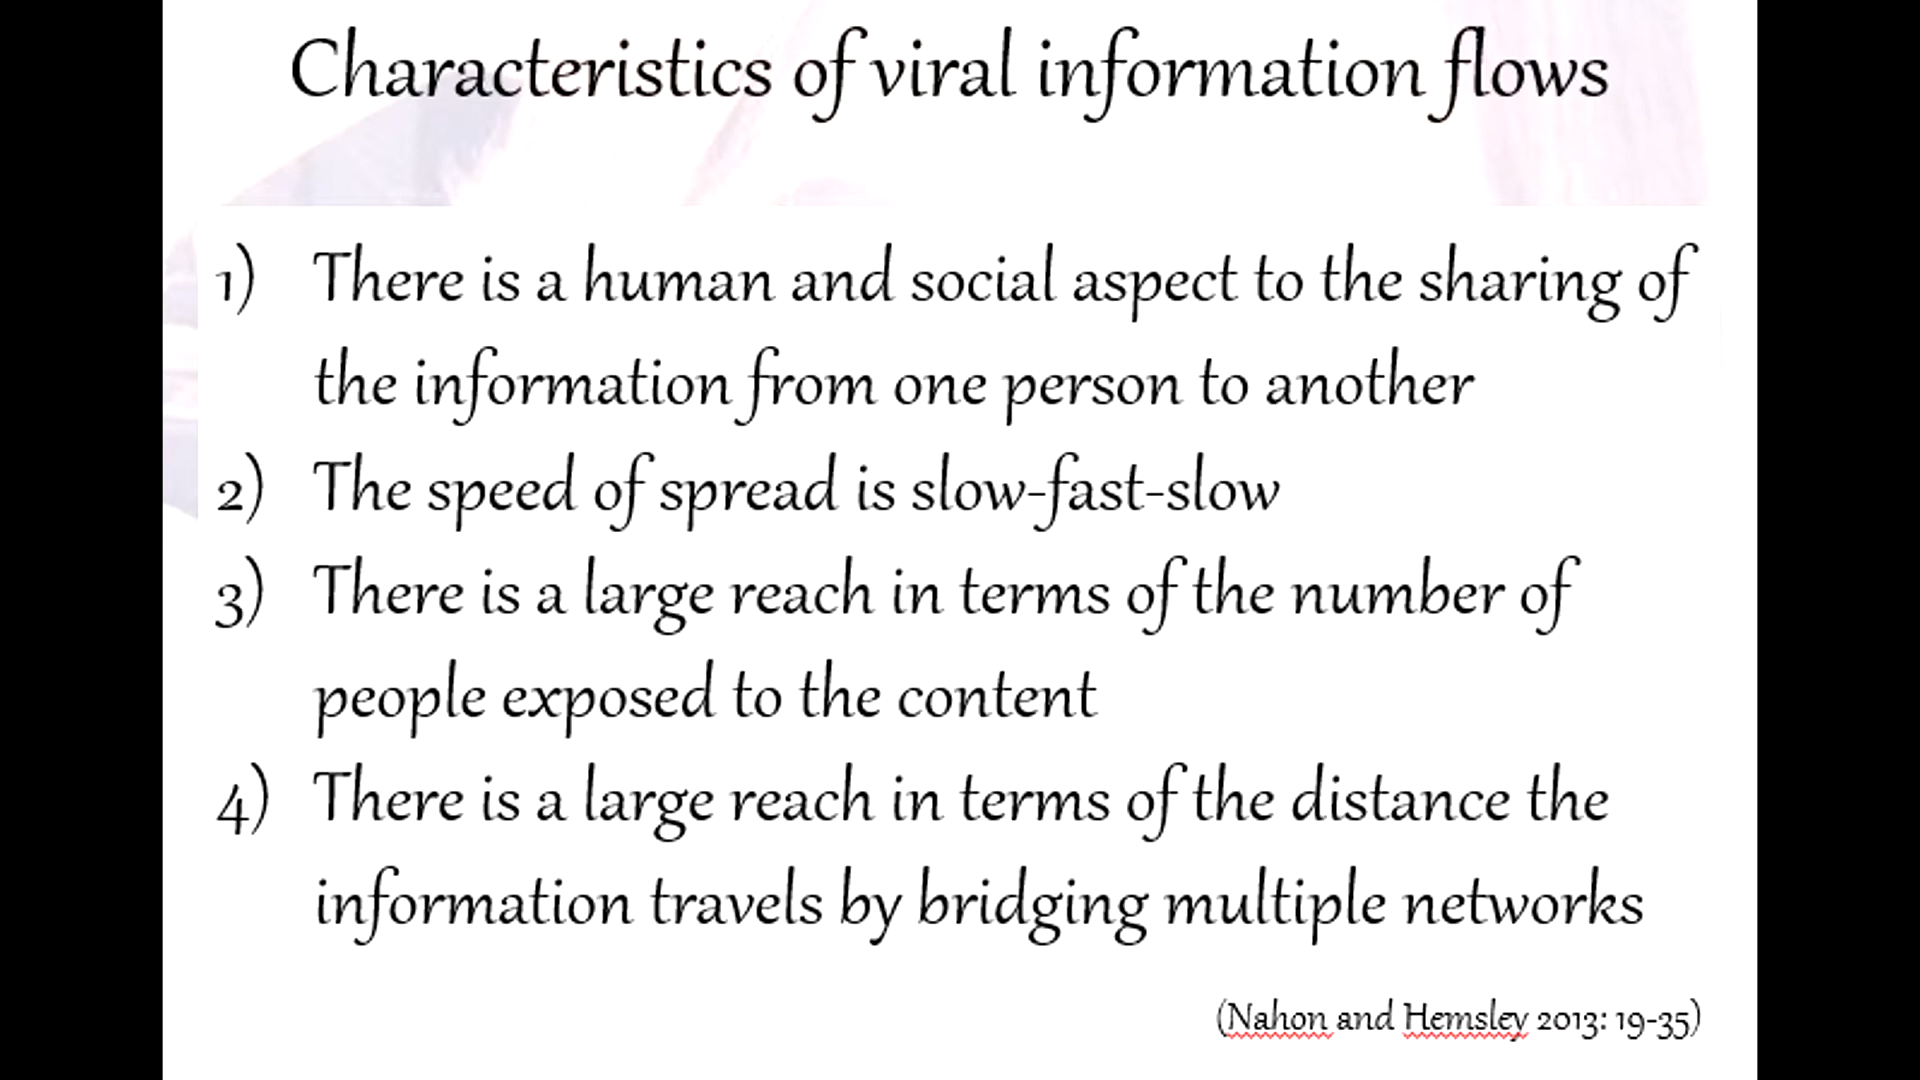 Characteristics of viral information flows
1) There is a human and social aspect to the sharing of
the information from one person to another
2) The speed of spread is slow-fast-slow
3) There is a large reach in terms of the number of
people exposed to the content
4) There is a large reach in terms of the distance the
information travels by bridging multiple networks
(Nahon and Hemsley 2013: 19-35)